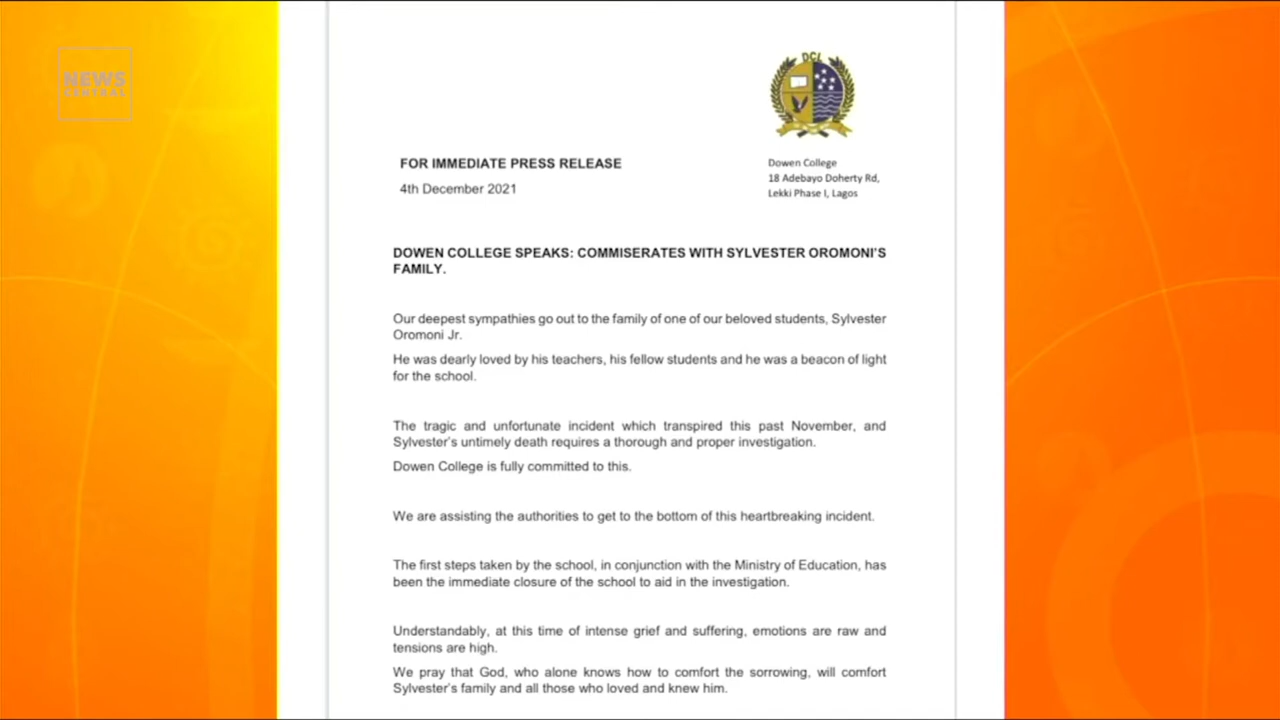 NEWS
CENTRAL
DCL
FOR IMMEDIATE PRESS RELEASE
4th December 2021
Dowen College
18 Adebayo Doherty Rd,
Lekki Phase I, Lagos
DOWEN COLLEGE SPEAKS: COMMISERATES WITH SYLVESTER OROMONI'S
FAMILY.
Our deepest sympathies go out to the family of one of our beloved students, Sylvester
Oromoni Jr.
He was dearly loved by his teachers, his fellow students and he was a beacon of light
for the school.
The tragic and unfortunate incident which transpired this past November, and
Sylvester's untimely death requires a thorough and proper investigation.
Dowen College is fully committed to this.
We are assisting the authorities to get to the bottom of this heartbreaking incident.
The first steps taken by the school, in conjunction with the Ministry of Education, has
been the immediate closure of the school to aid in the investigation.
Understandably, at this time of intense grief and suffering, emotions are raw and
tensions are high.
We pray that God, who alone knows how to comfort the sorrowing, will comfort
Sylvester's family and all those who loved and knew him.